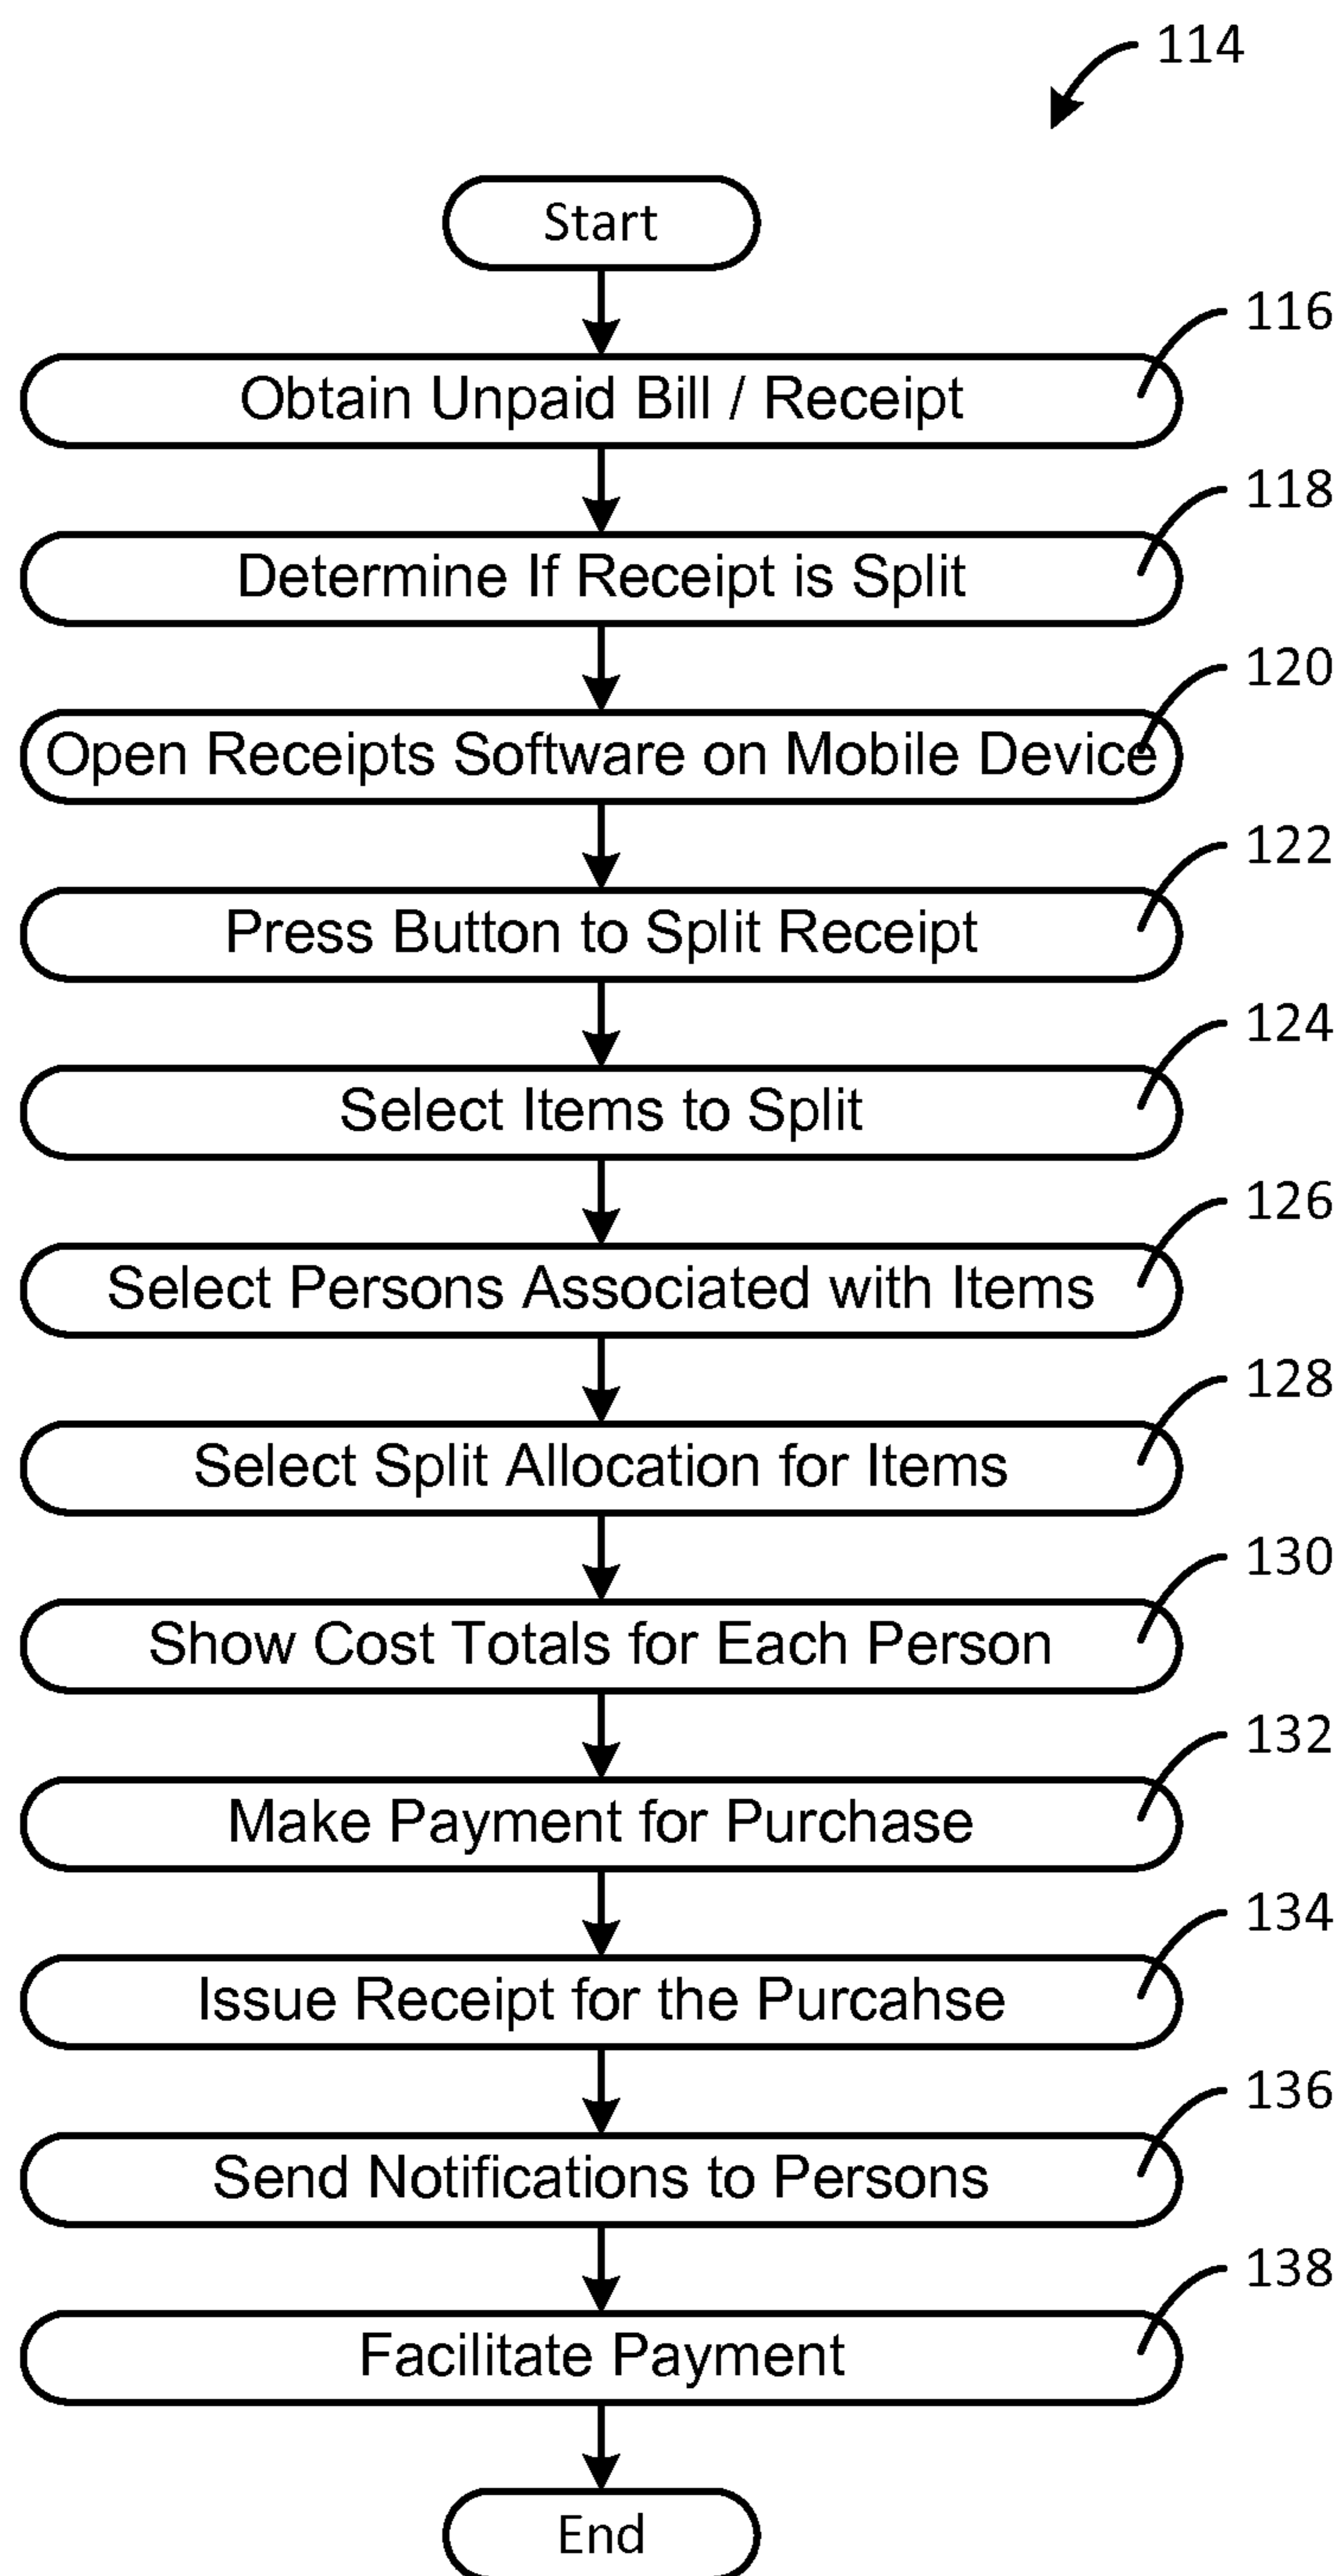 114
Start
116
Obtain Unpaid Bill / Receipt
118
Determine If Receipt is Split
120
Open Receipts Software on Mobile Device
122
Press Button to Split Receipt
124
Select Items to Split
126
Select Persons Associated with Items
128
Select Split Allocation for Items
130
Show Cost Totals for Each Person
132
Make Payment for Purchase
134
Issue Receipt for the Purcahse
136
Send Notifications to Persons
138
Facilitate Payment
End